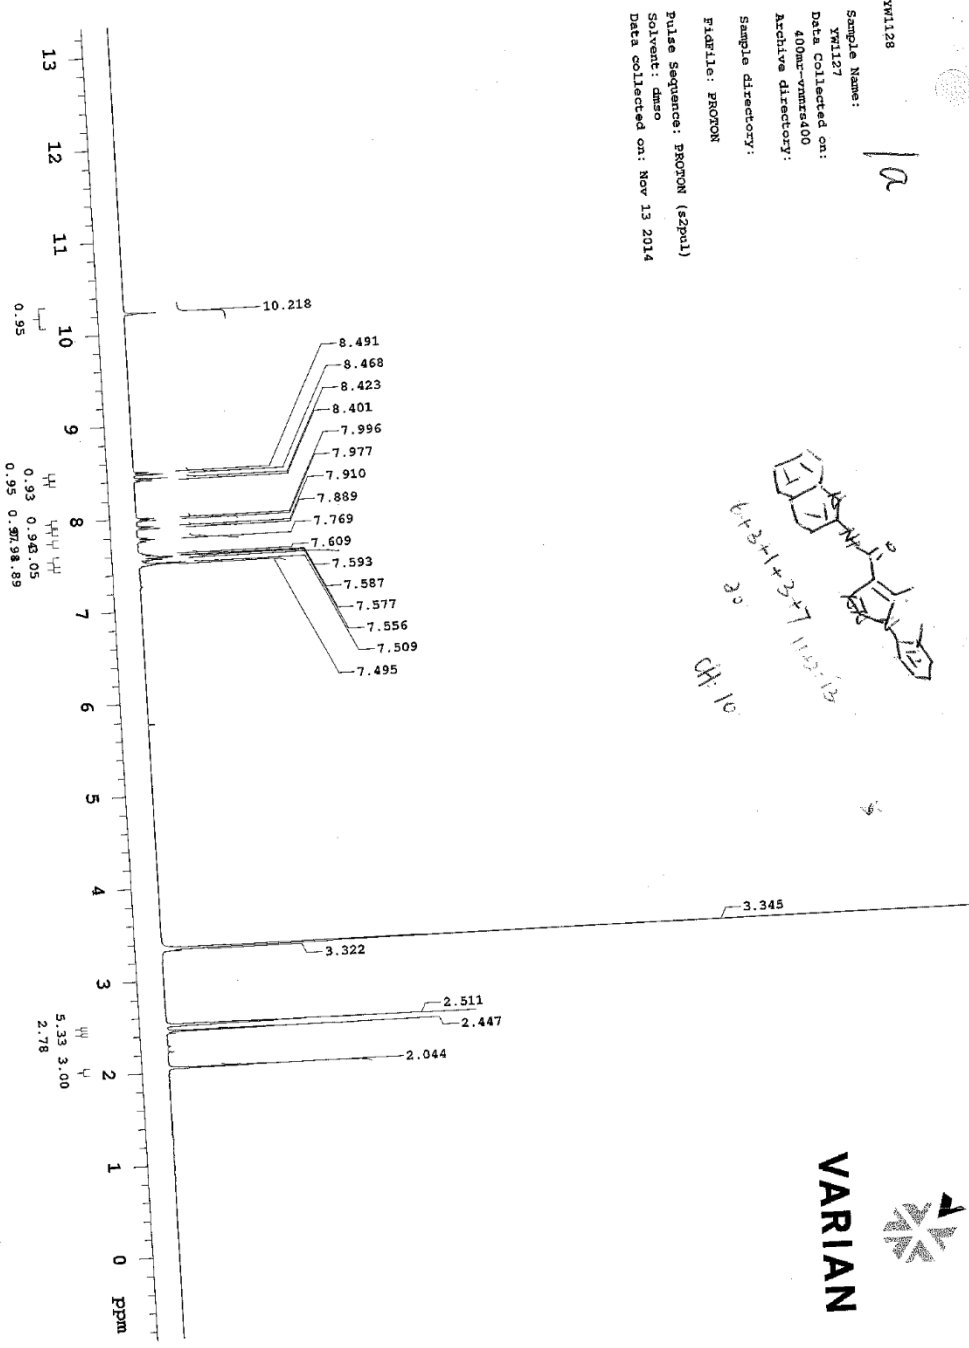 YW1128
1a
Sample Name:
YW1127
Data Collected on:
400mr-vnmrs400
Archive directory:
Sample directory:
FidFile: PROTON
Pulse Sequence: PROTON (s2pul)
Solvent: dmso
Data collected on: Nov 13 2014
VARIAN
CH: 10
10.218
8.491
8.468
8.423
8.401
7.996
7.977
7.910
7.889
7.769
7.609
7.593
7.587
7.577
7.556
7.509
7.495
3.345
3.322
2.511
2.447
2.044
13 12 11 10 9 8 7 6 5 4 3 2 1 0 ppm
0.95
0.93
0.95
5.33
2.78
3.00